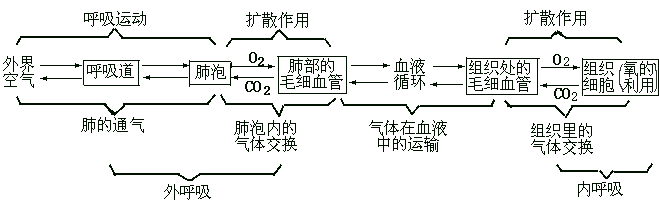 呼吸运动
扩散作用
扩散作用
外界
空气
呼吸道
肺泡
O2
CO2
肺部的
毛细血管
血液
循环
组织处的
毛细血管
O2
CO2
组织
细胞
(氧的
利用)
肺的通气
肺泡内的
气体交换
气体在血液
中的运输
组织里的
气体交换
外呼吸
内呼吸